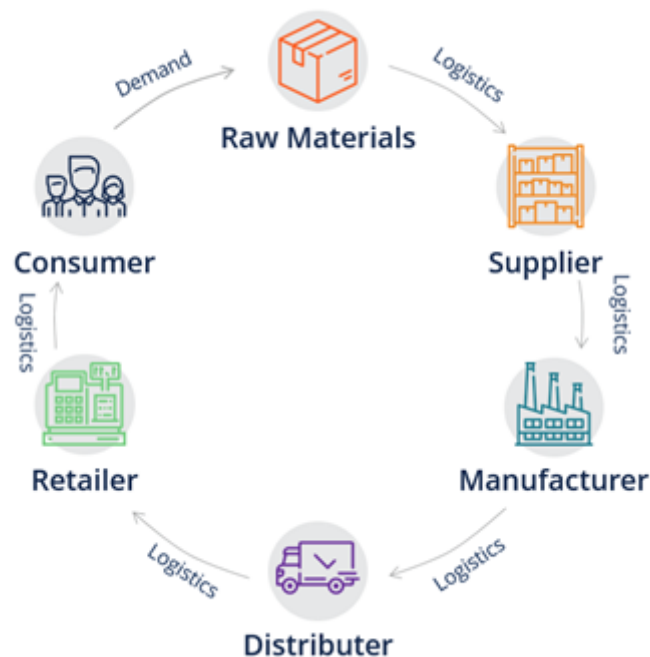 Demand
Logistics
Raw Materials
Consumer
Supplier
Logistics
Logistics
Retailer
Manufacturer
Logistics
Logistics
Distributer